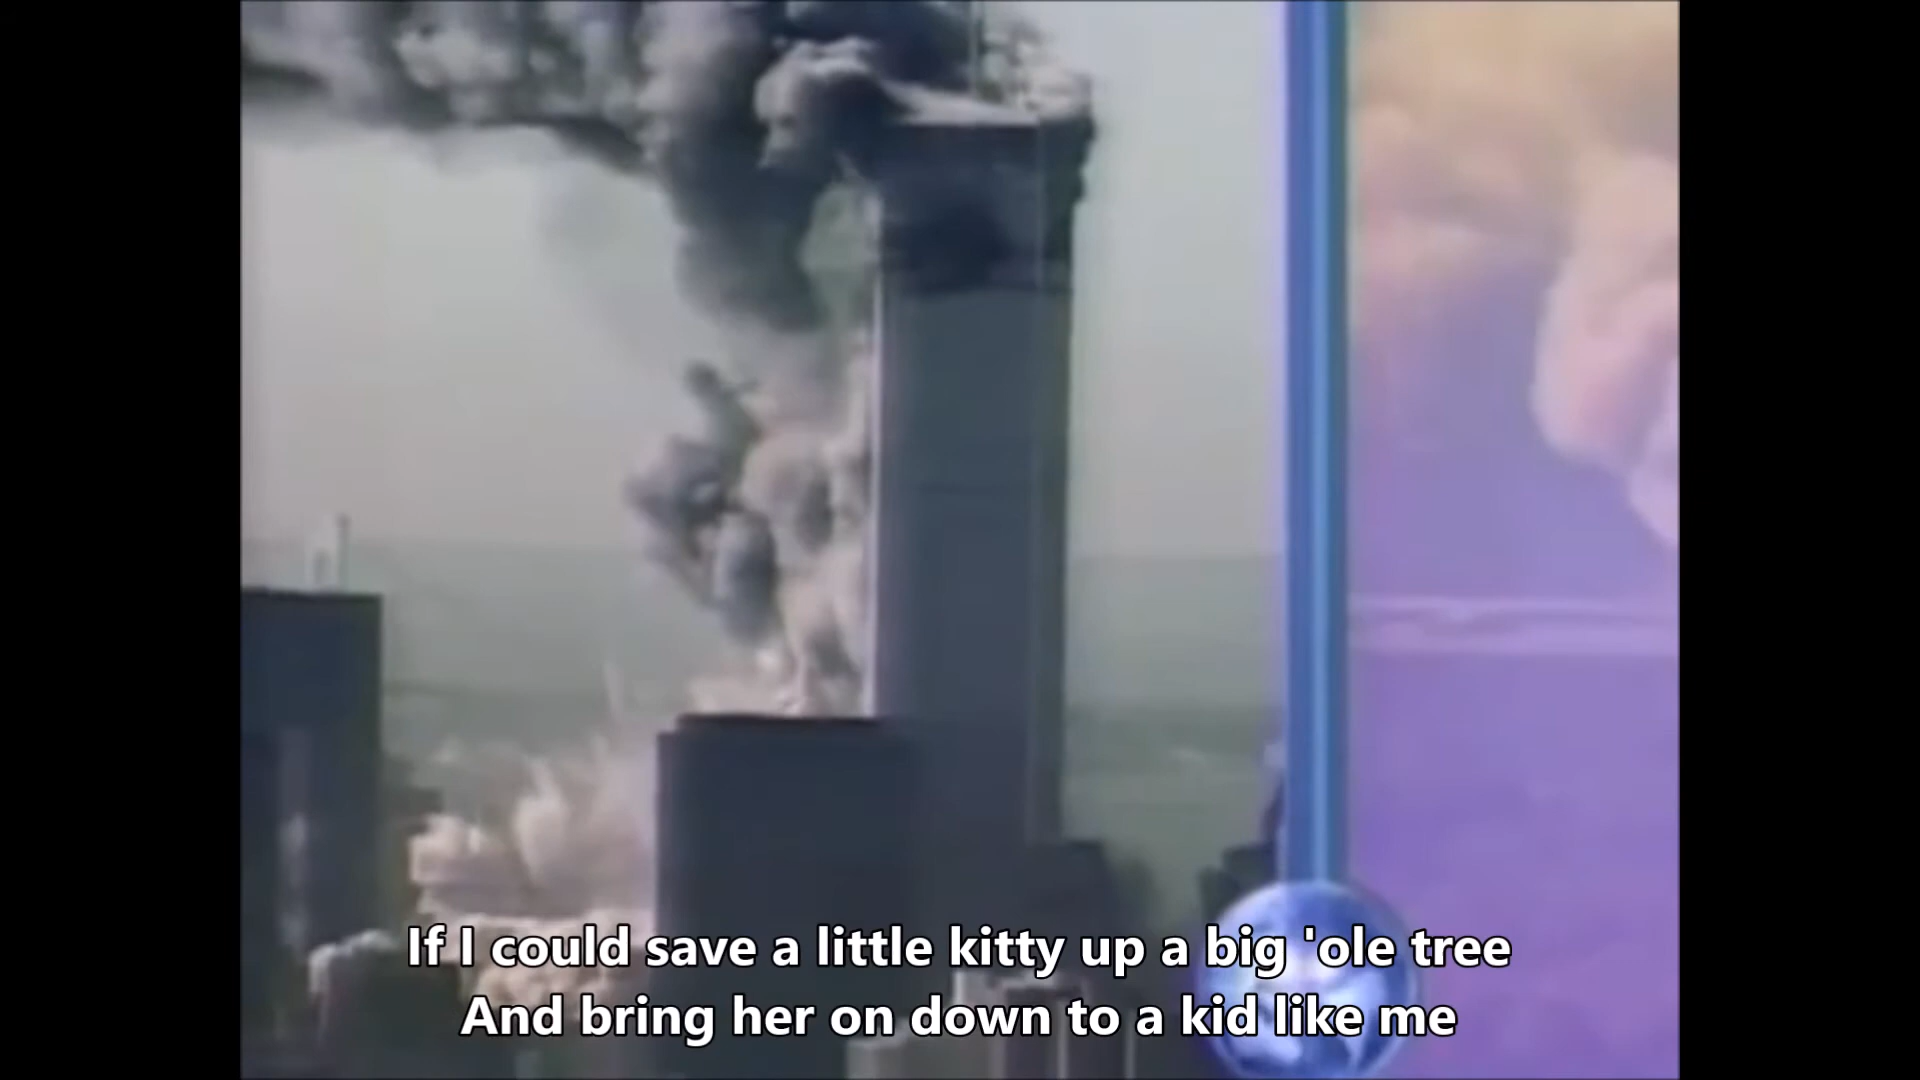 If I could save a little kitty up a big 'ole tree
And bring her on down to a kid like me